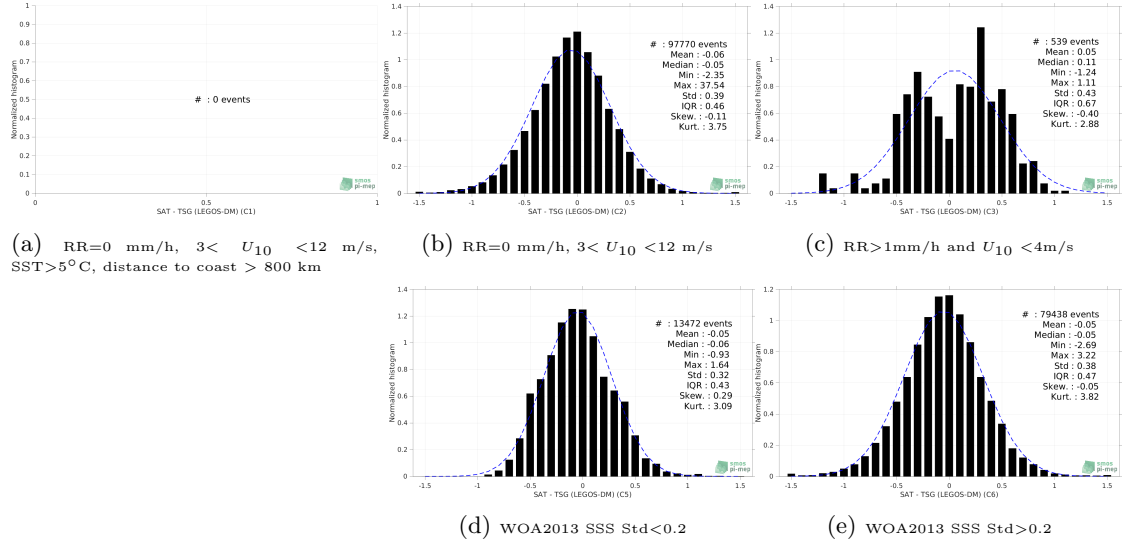 Normalized histogram
1
0.9
0.8
0.7
0.6
0.5
0.4
0.3
0.2
0.1
0
# : 0 events
smos
pi-mep
0 0.5 1
SAT - TSG (LEGOS-DM) (C1)
(a) RR=0 mm/h, 3< U10 <12 m/s,
SST>5°C, distance to coast > 800 km
Normalized histogram
1.4
1.2
1
0.8
0.6
0.4
0.2
0
# : 97770 events
Mean : -0.06
Median : -0.05
Min : -2.35
Max : 37.54
Std : 0.39
IQR : 0.46
Skew. : -0.11
Kurt. : 3.75
smos
pi-mep
-1.5 -1 -0.5 0 0.5 1 1.5
SAT - TSG (LEGOS-DM) (C2)
(b) RR=0 mm/h, 3< U10 <12 m/s
Normalized histogram
1.4
1.2
1
0.8
0.6
0.4
0.2
0
# : 539 events
Mean : 0.05
Median : 0.11
Min : -1.24
Max : 1.11
Std : 0.43
IQR : 0.67
Skew. : -0.40
Kurt. : 2.88
smos
pi-mep
-1.5 -1 -0.5 0 0.5 1 1.5
SAT - TSG (LEGOS-DM) (C3)
(c) RR>1mm/h and U10 <4m/s
Normalized histogram
1.4
1.2
1
0.8
0.6
0.4
0.2
0
# : 13472 events
Mean : -0.05
Median : -0.06
Min : -0.93
Max : 1.64
Std : 0.32
IQR : 0.43
Skew. : 0.29
Kurt. : 3.09
smos
pi-mep
-1.5 -1 -0.5 0 0.5 1 1.5
SAT - TSG (LEGOS-DM) (C5)
(d) WOA2013 SSS Std<0.2
Normalized histogram
1.2
1
0.8
0.6
0.4
0.2
0
# : 79438 events
Mean : -0.05
Median : -0.05
Min : -2.69
Max : 3.22
Std : 0.38
IQR : 0.47
Skew. : -0.05
Kurt. : 3.82
smos
pi-mep
-1.5 -1 -0.5 0 0.5 1 1.5
SAT - TSG (LEGOS-DM) (C6)
(e) WOA2013 SSS Std>0.2